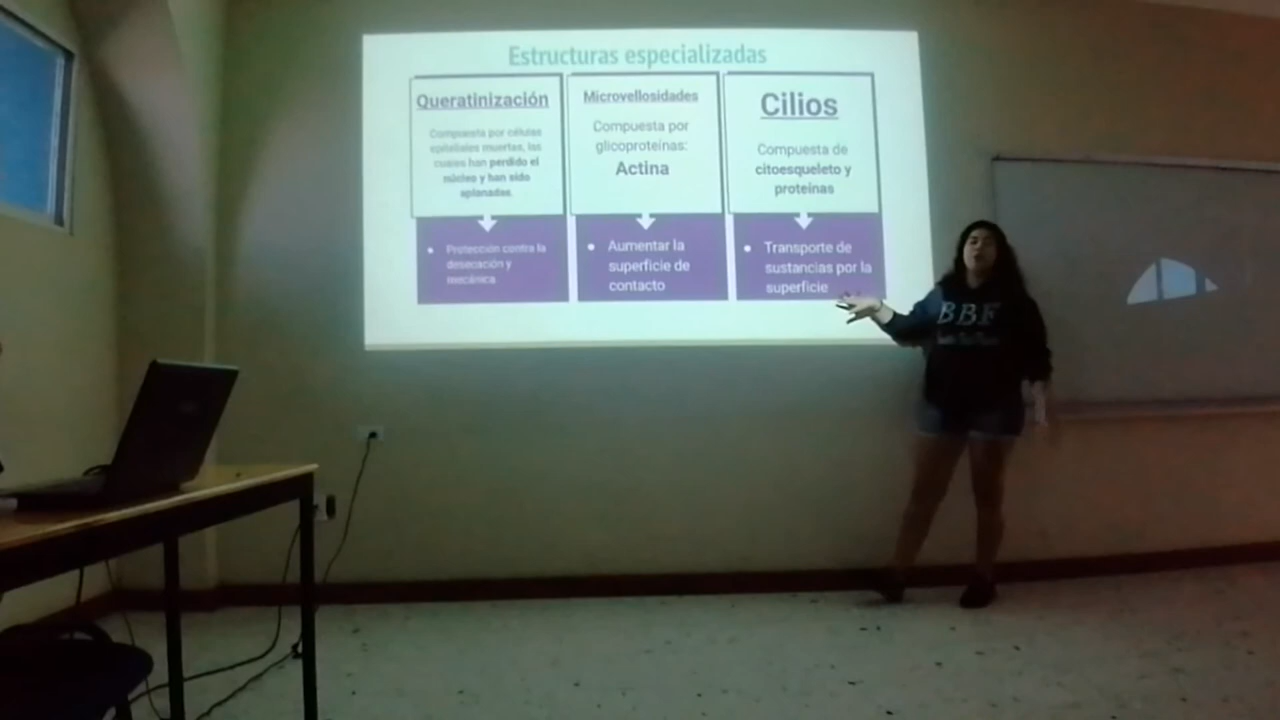 Estructuras especializadas
Queratinización
Compuesta por células
epiteliales muertas, las
cuales han perdido el
núcleo y han sido
aplanadas.
Protección contra la
desecación y
mecánica
Microvellosidades
Compuesta por
glicoproteínas:
Actina
Aumentar la
superficie de
contacto
Cilios
Compuesta de
citoesqueleto y
proteínas
Transporte de
sustancias por la
superficie
BBF